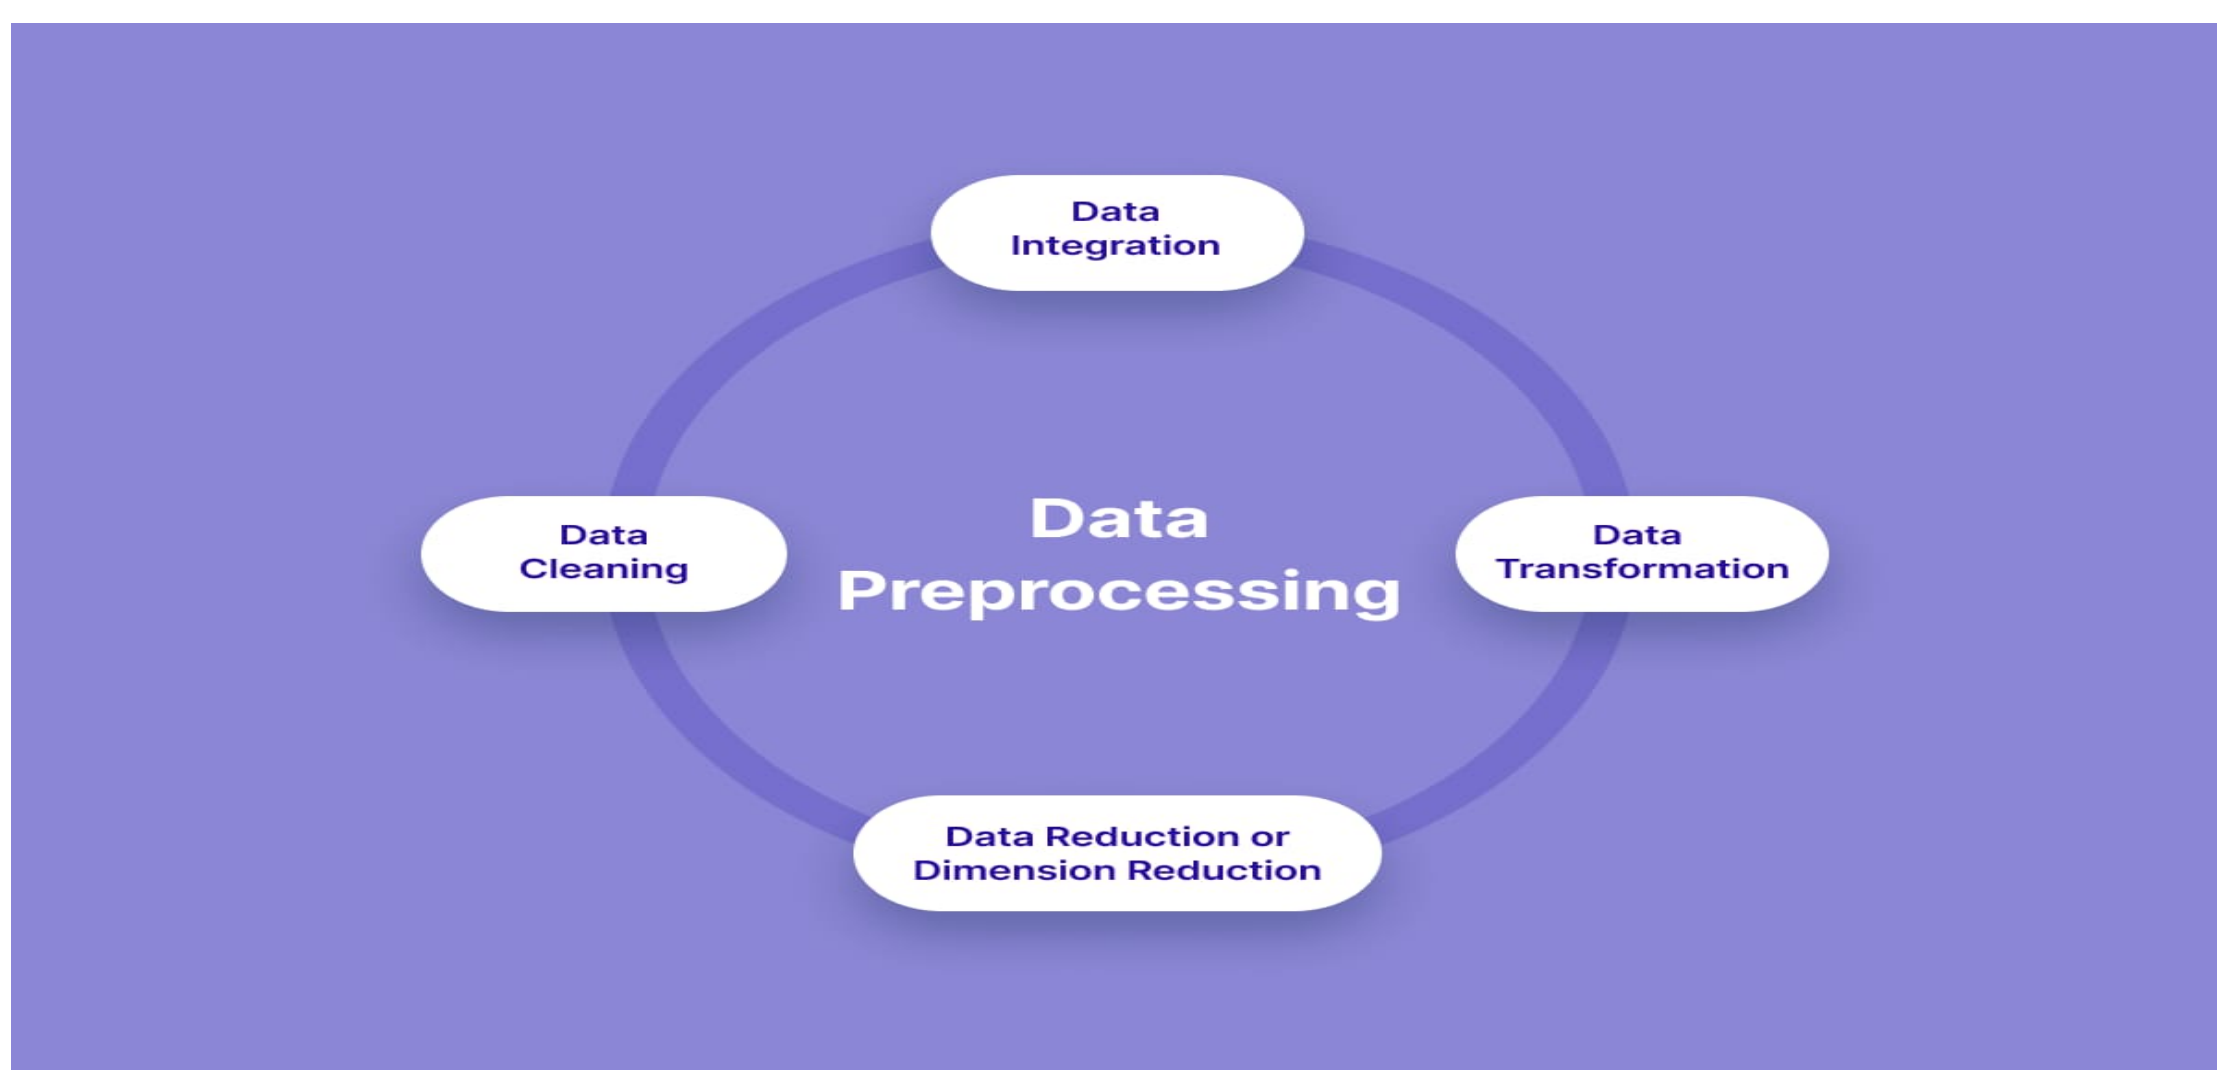 Data
Integration
Data
Cleaning
Data
Preprocessing
Data
Transformation
Data Reduction or
Dimension Reduction